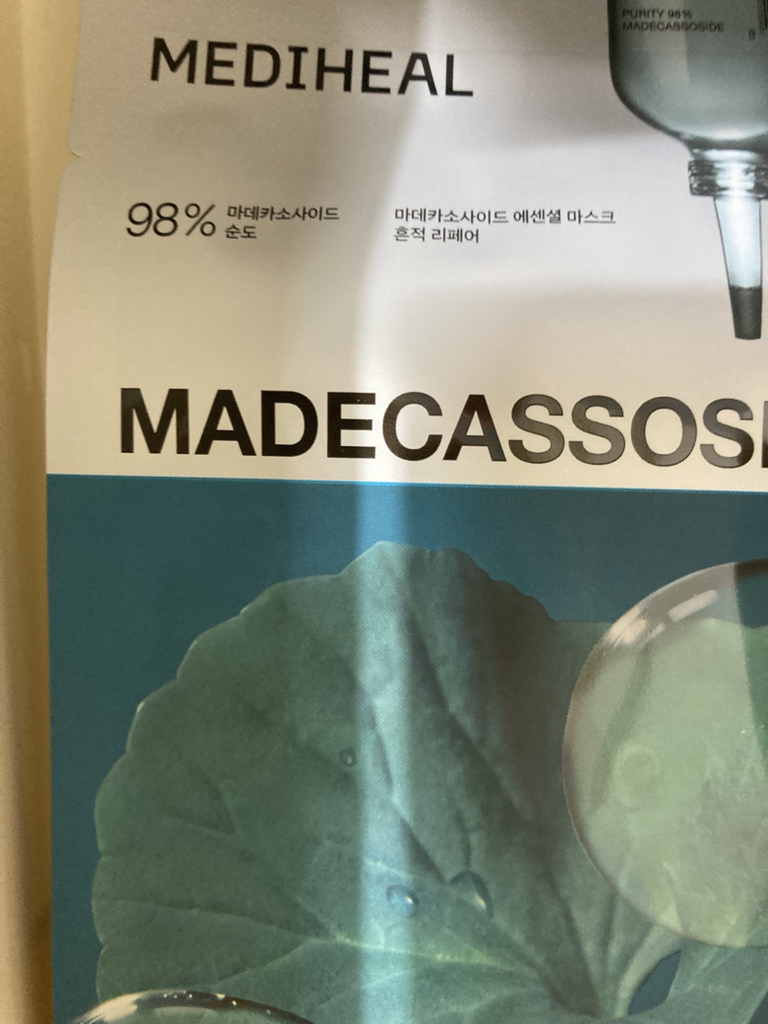 PURITY 98%
MADECASSOSIDE
MEDIHEAL
98% 마데카소사이드
순도
마데카소사이드 에센셜 마스크
흔적 리페어
MADECASSOSI